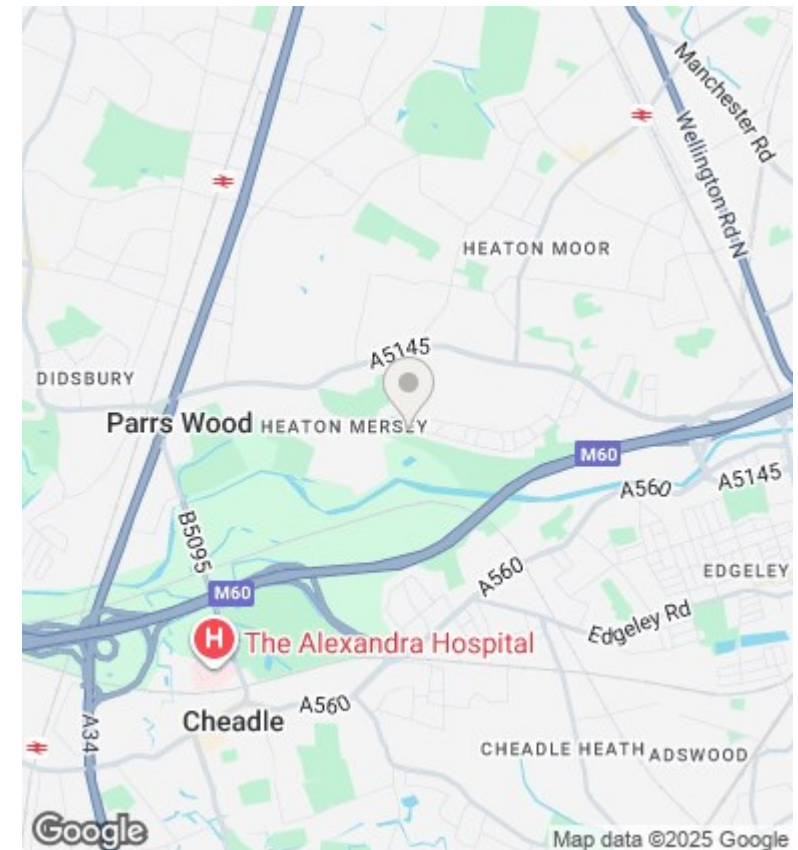 Manchester Rd
Wellington Rd N
HEATON MOOR
A5145
DIDSBURY
Parrs Wood
HEATON MERSEY
M60
A5145
A560
B5095
EDGELEY
A560
M60
Edgeley Rd
H
The Alexandra Hospital
A560
Cheadle
A34
CHEADLE HEATH
ADSWOOD
Google
Map data ©2025 Google